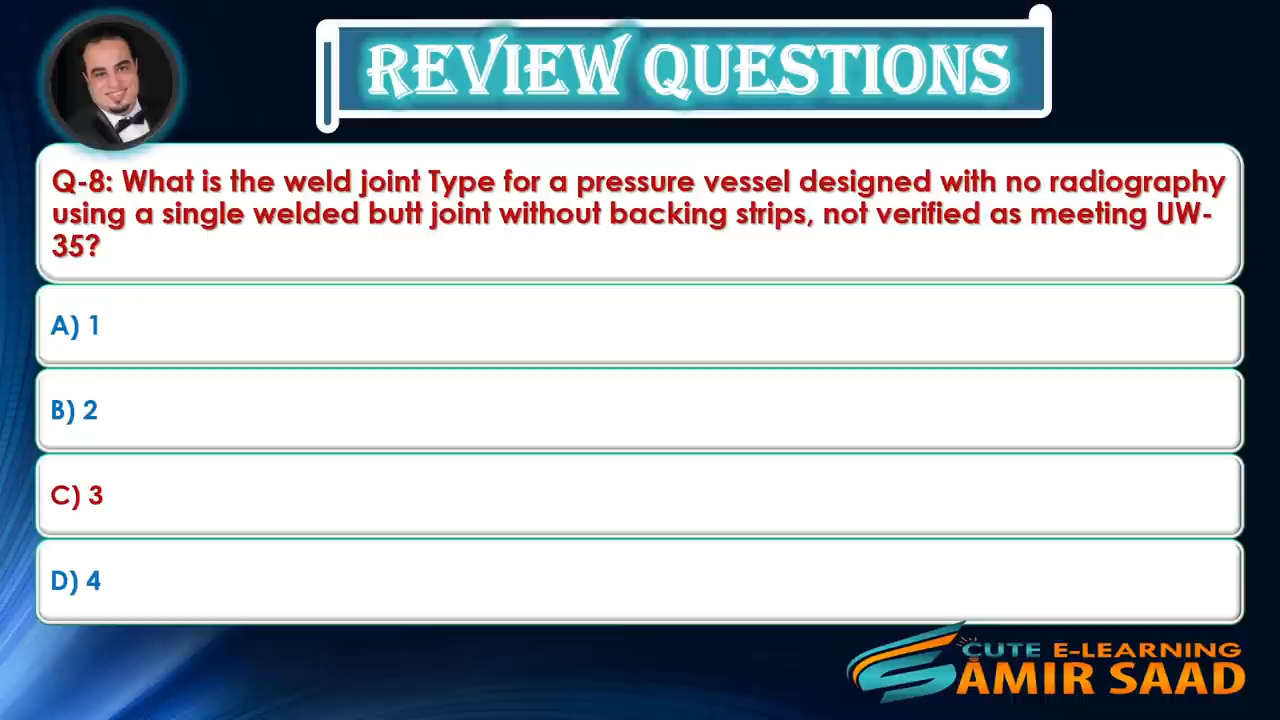 REVIEW QUESTIONS
Q-8: What is the weld joint Type for a pressure vessel designed with no radiography
using a single welded butt joint without backing strips, not verified as meeting UW-
35?
A) 1
B) 2
C) 3
D) 4
CUTE E-LEARNING
AMIR SAAD